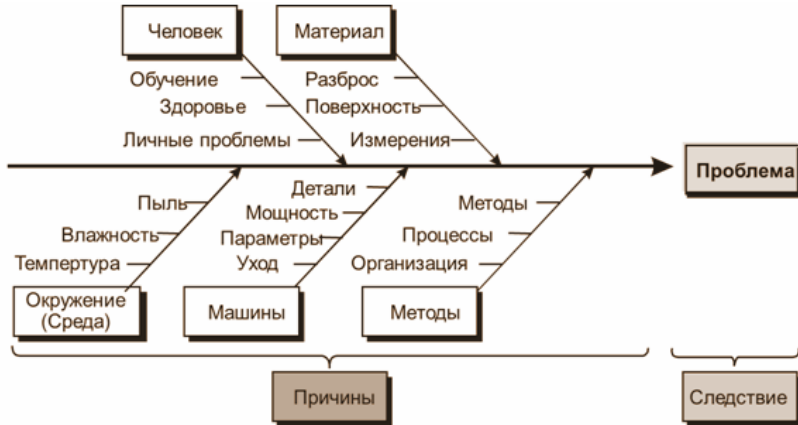 Человек
Материал
Обучение
Здоровье
Личные проблемы
Разброс
Поверхность
Измерения
Проблема
Пыль
Влажность
Темпертура
Детали
Мощность
Параметры
Уход
Методы
Процессы
Организация
Окружение
(Среда)
Машины
Методы
Причины
Следствие